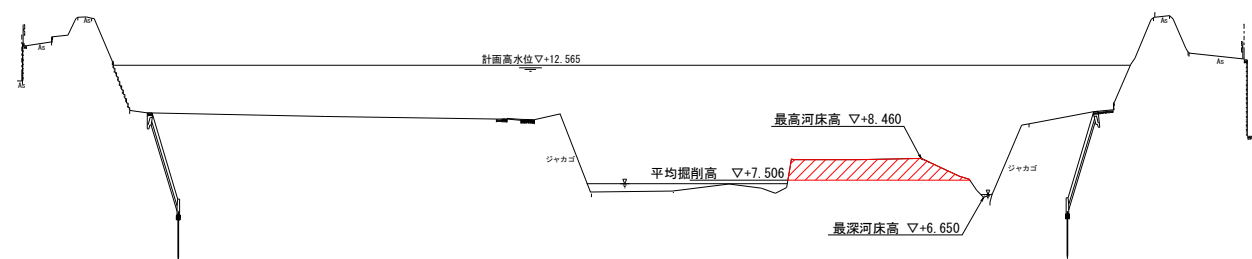 As
As
As
計画高水位▽+12.565
As
As
最高河床高 ▽+8.460
ジャカゴ
平均掘削高 ▽+7.506
ジャカゴ
最深河床高 ▽+6.650